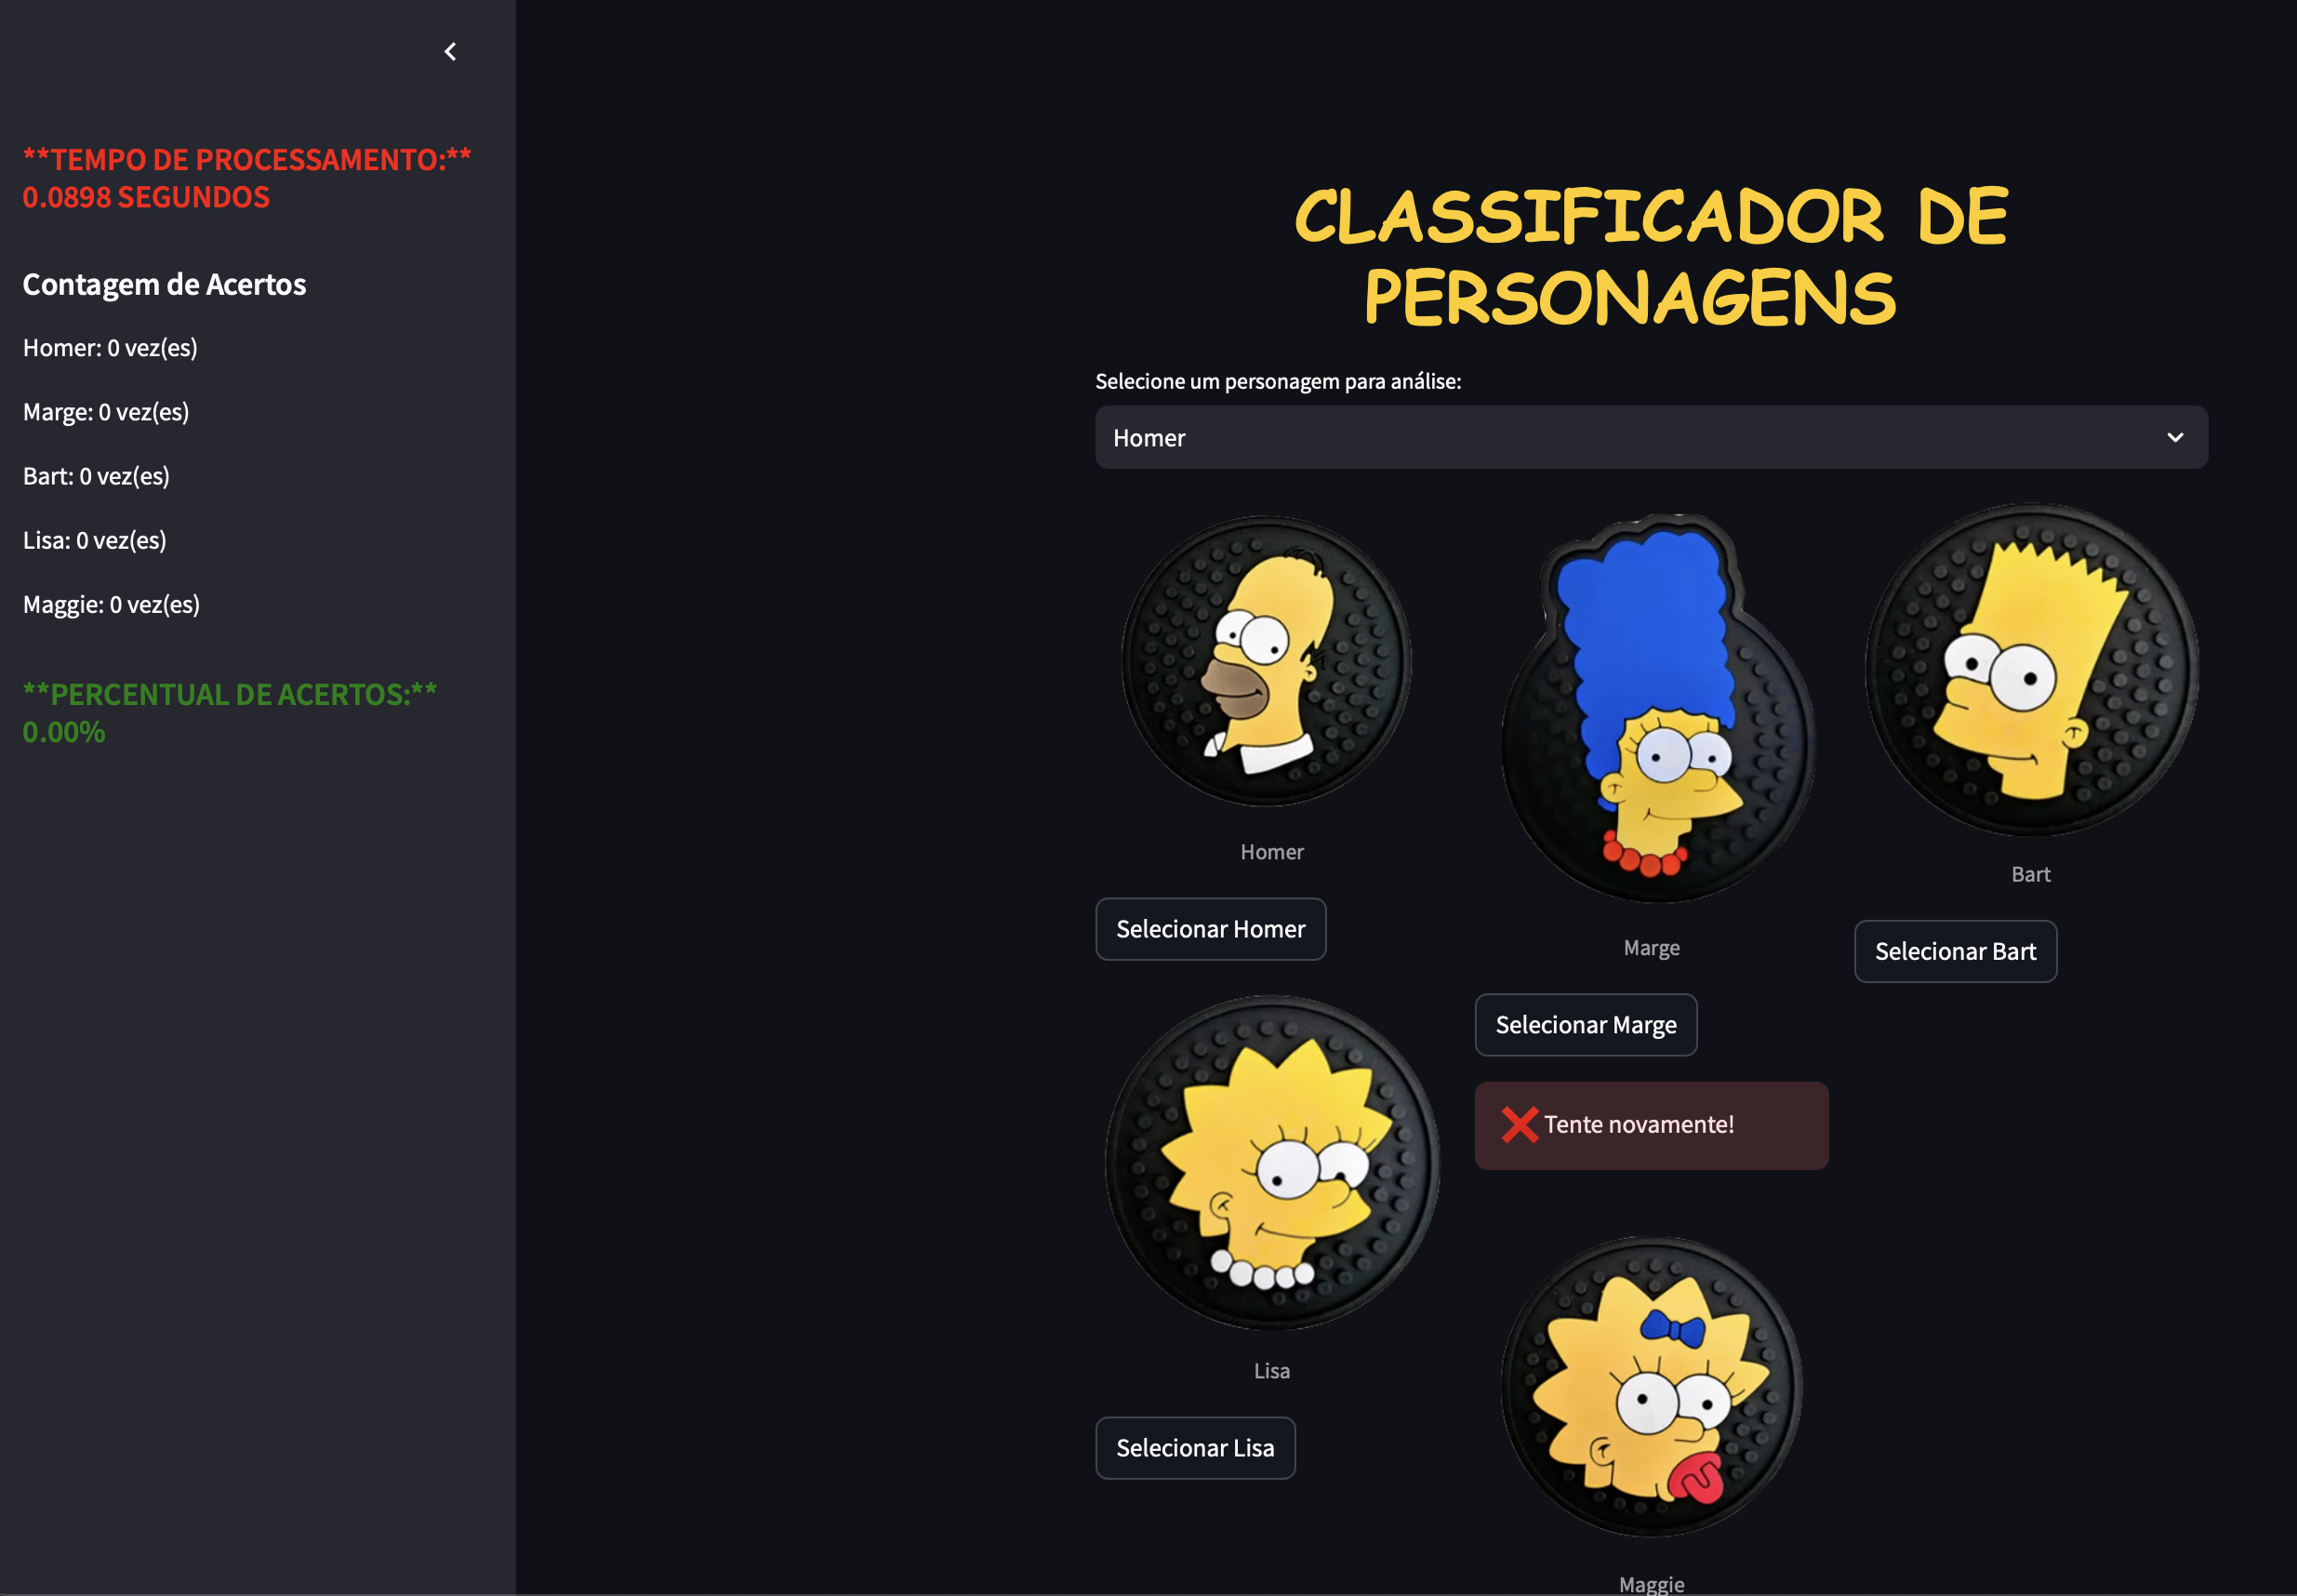 **TEMPO DE PROCESSAMENTO:**
0.0898 SEGUNDOS
Contagem de Acertos
Homer: 0 vez(es)
Marge: 0 vez(es)
Bart: 0 vez(es)
Lisa: 0 vez(es)
Maggie: 0 vez(es)
**PERCENTUAL DE ACERTOS:**
0.00%
CLASSIFICADOR DE
PERSONAGENS
Selecione um personagem para análise:
Homer
Homer
Selecionar Homer
Marge
Selecionar Marge
❌ Tente novamente!
Bart
Selecionar Bart
Lisa
Selecionar Lisa
Maggie